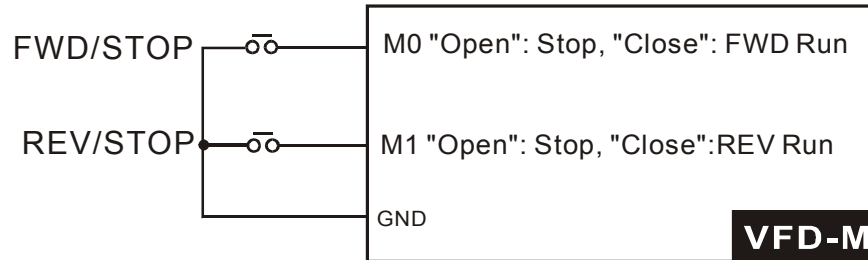 FWD/STOP
M0 "Open": Stop, "Close": FWD Run
REV/STOP
M1 "Open": Stop, "Close":REV Run
GND
VFD-M